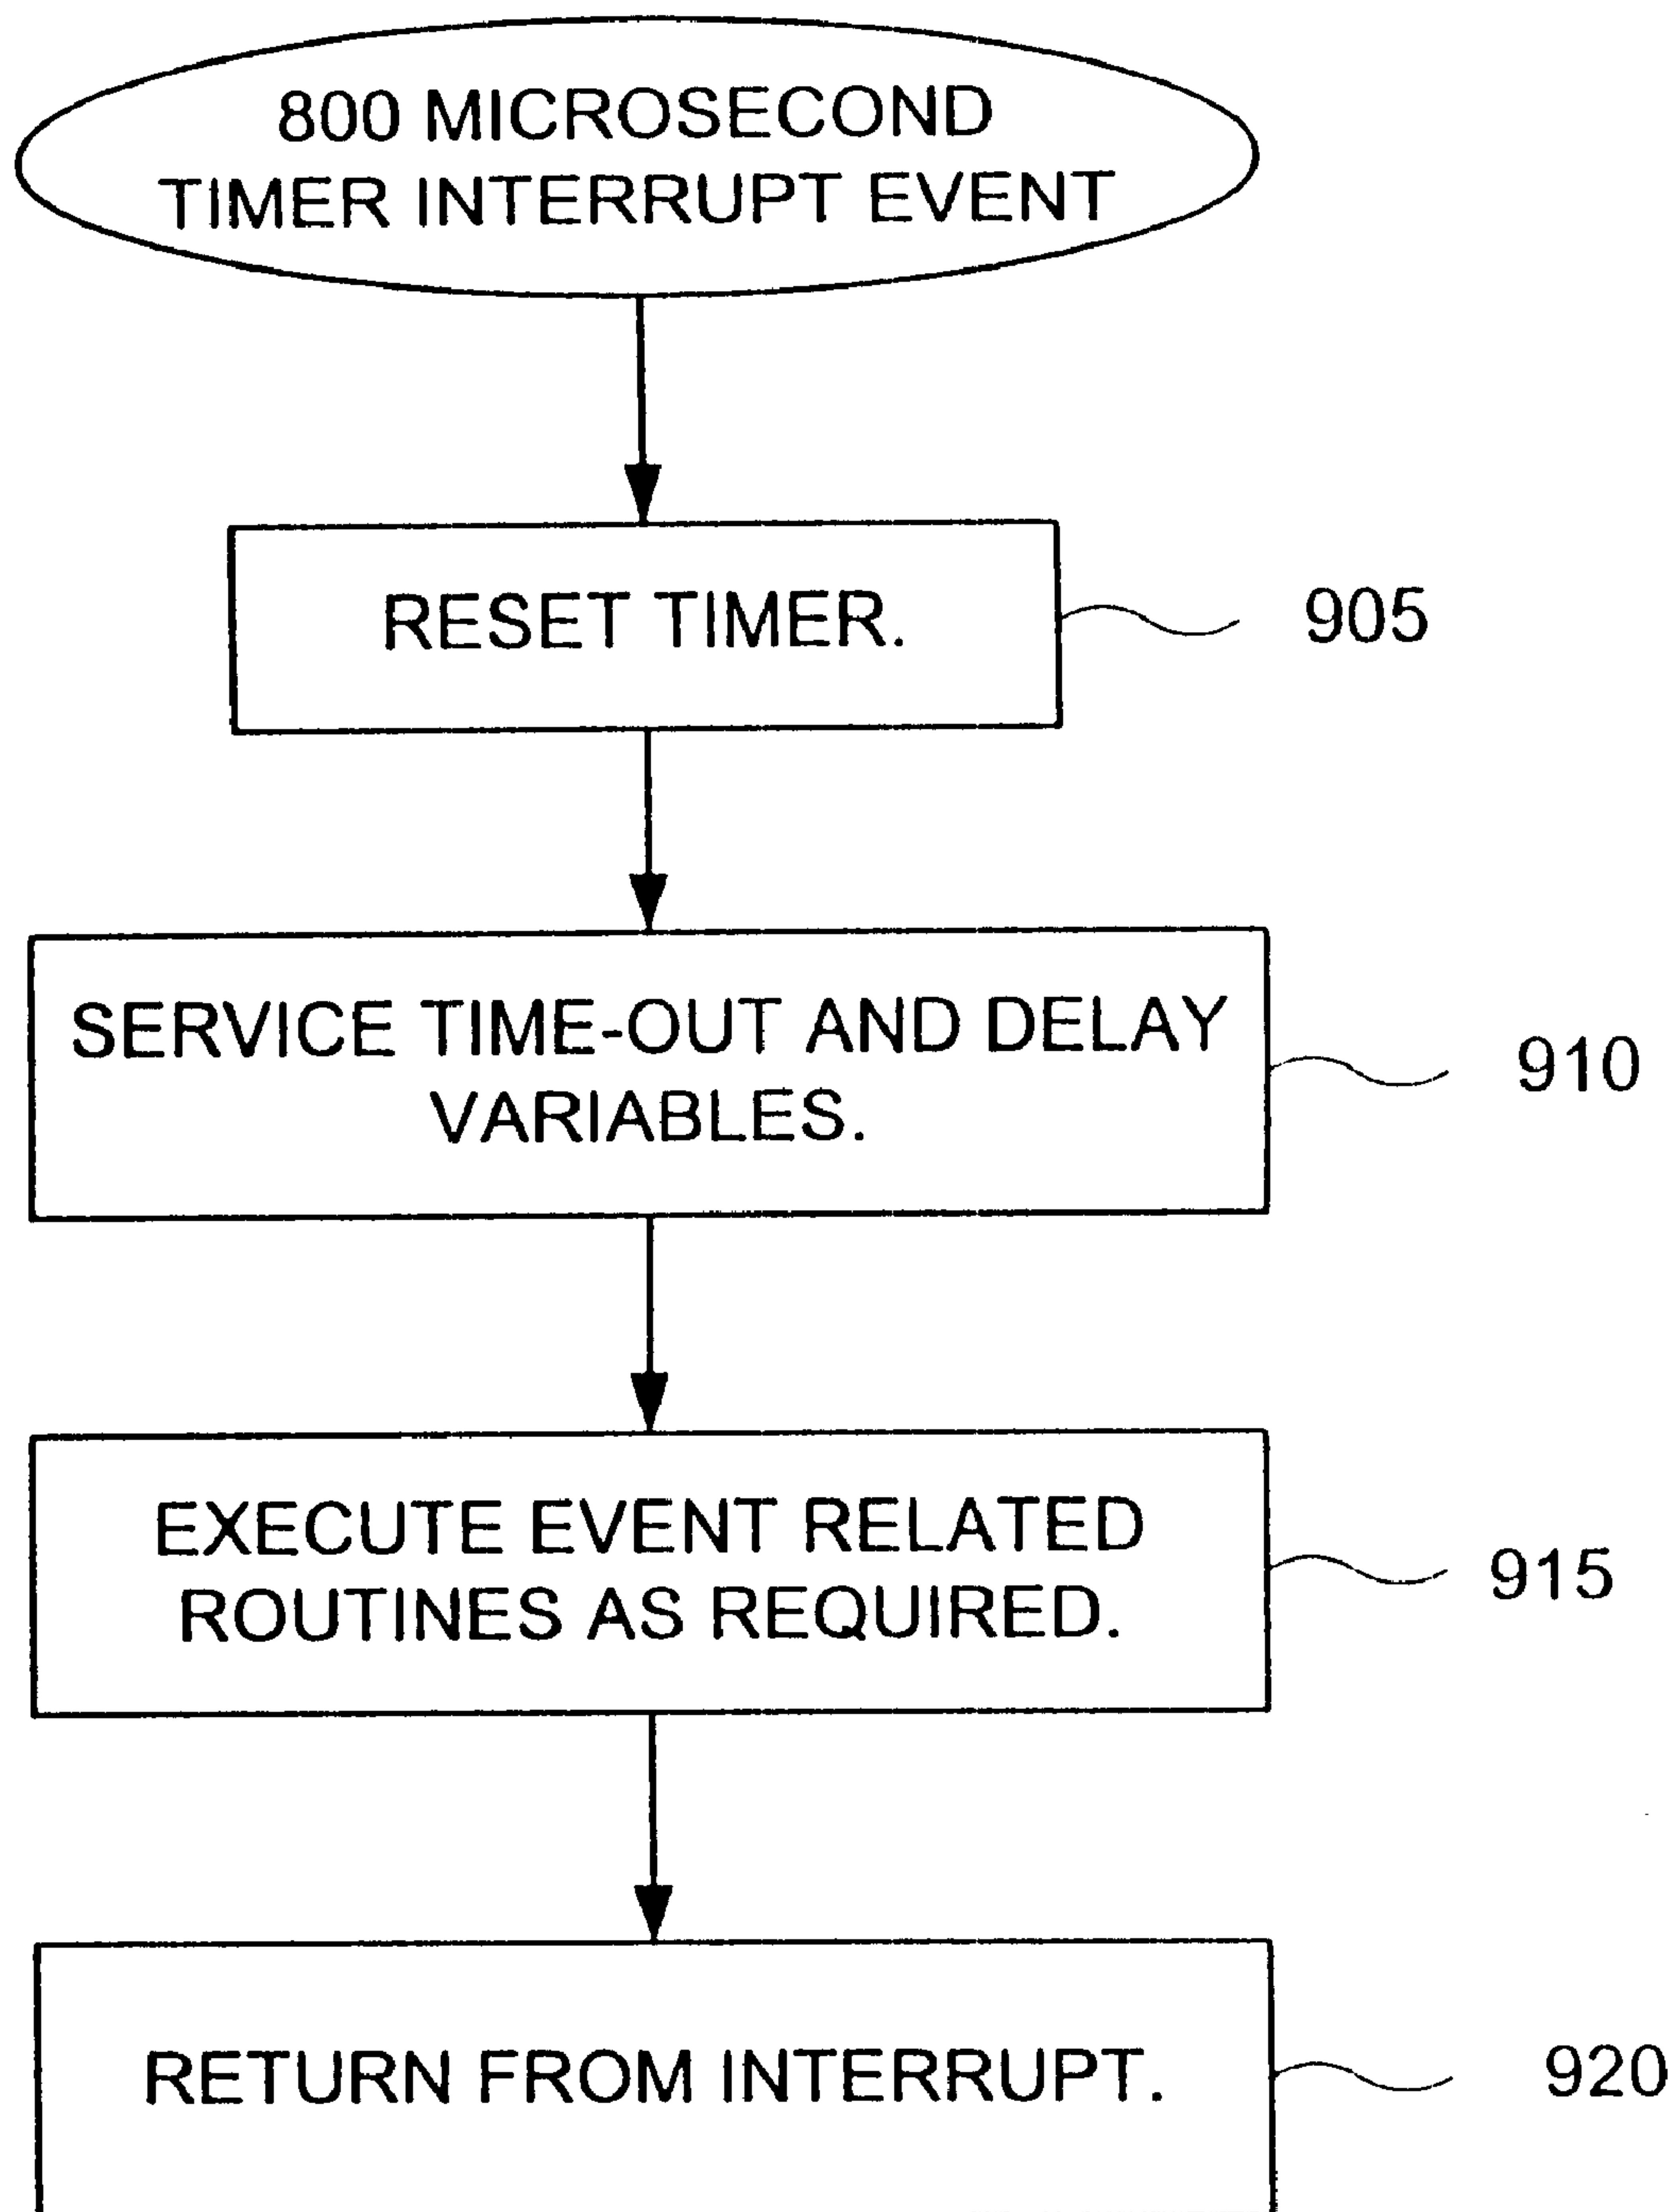 800 MICROSECOND
TIMER INTERRUPT EVENT
RESET TIMER.
905
SERVICE TIME-OUT AND DELAY
VARIABLES.
910
EXECUTE EVENT RELATED
ROUTINES AS REQUIRED.
915
RETURN FROM INTERRUPT.
920